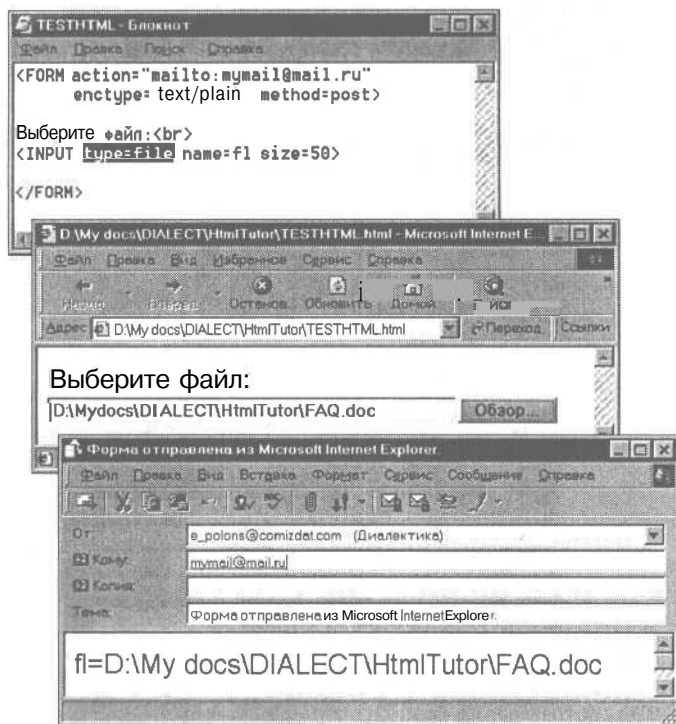 TESTHTML - Блокнот
Файл Правка Поиск Справка
<FORM action="mailto:mymail@mail.ru"
enctype= text/plain method=post>
Выберите файл:<br>
<INPUT type=file name=fl size=50>
</FORM>
D:\My docs\DIALECT\HtmlTutor\TESTHTML.html - Microsoft Internet E...
Файл Правка Вид Избранное Сервис Справка
Назад Вперед Останов. Обновить Домой
Адрес D:\My docs\DIALECT\HtmlTutor\TESTHTML.html Переход Ссылки
Выберите файл:
D:\Mydocs\DIALECT\HtmlTutor\FAQ.doc Обзор...
Форма отправлена из Microsoft Internet Explorer
Файл Правка Вид Вставка Формат Сервис Сообщение Справка
От: e_polons@comizdat.com (Диалектика)
Кому: mymail@mail.ru
Копия:
Тема: Форма отправлена из Microsoft Internet Explorer
fl=D:\My docs\DIALECT\HtmlTutor\FAQ.doc